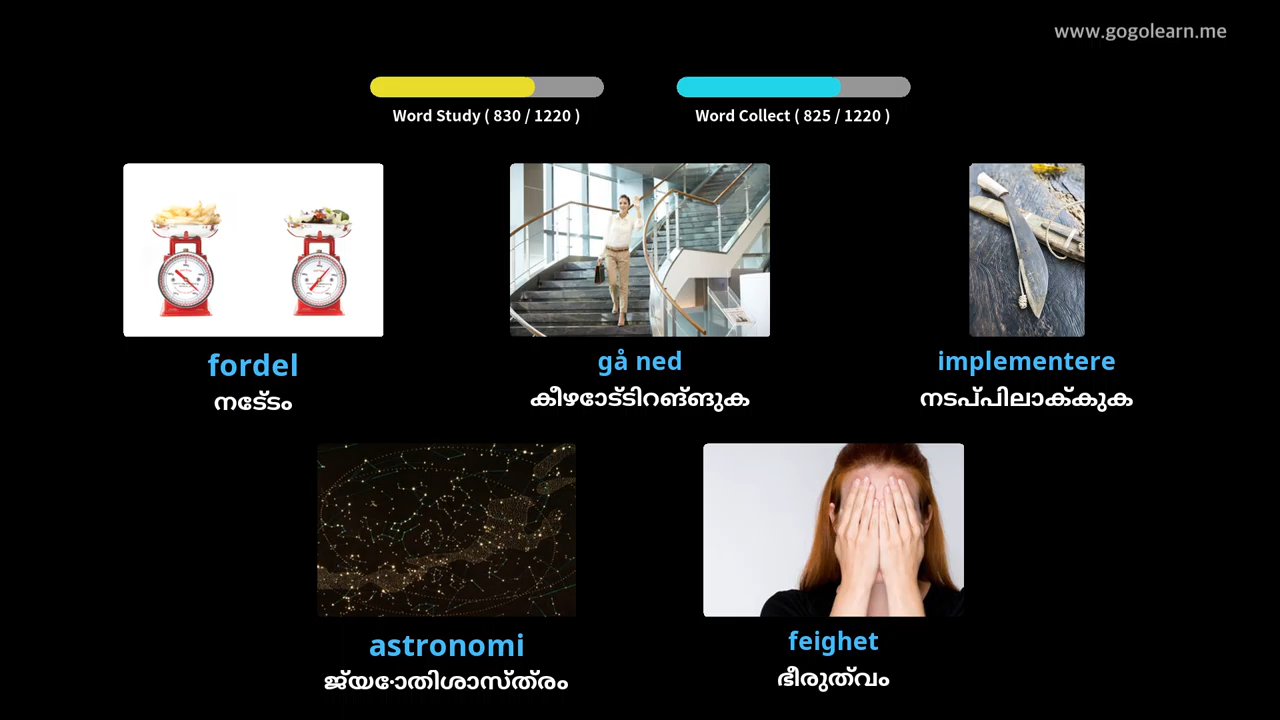 www.gogolearn.me
Word Study ( 830 / 1220 )
Word Collect ( 825 / 1220 )
fordel
നേട്ടം
gå ned
കീഴോട്ടിറങ്ങുക
implementere
നടപ്പിലാക്കുക
astronomi
ജ്യോതിശാസ്ത്രം
feighet
ഭീരുത്വം